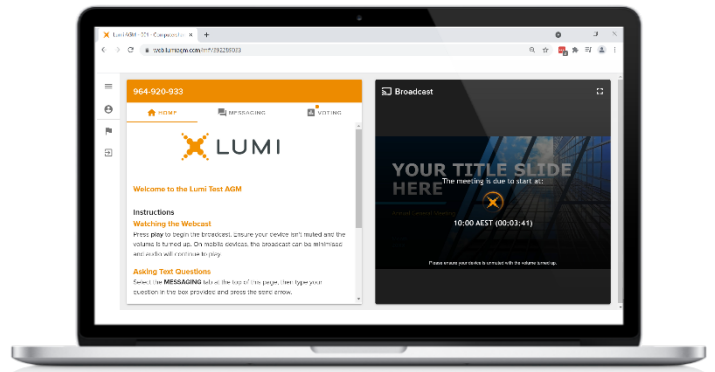 964-920-933
HOME
MESSAGING
VOTING
LUMI
Welcome to the Lumi Test AGM
Instructions
Watching the Webcast
Press play to begin the broadcast. Ensure your device isn't muted and the
volume is turned up. On mobile devices, the broadcast can be minimised
and audio will continue to play.
Asking Text Questions
Select the MESSAGING tab at the top of this page, then type your
question in the box provided and press the send arrow.
Broadcast
YOUR TITLE SLIDE
HERE
The meeting is due to start at:
10:00 AEST (00:03:41)
Please ensure your device is unmuted with the volume turned up.